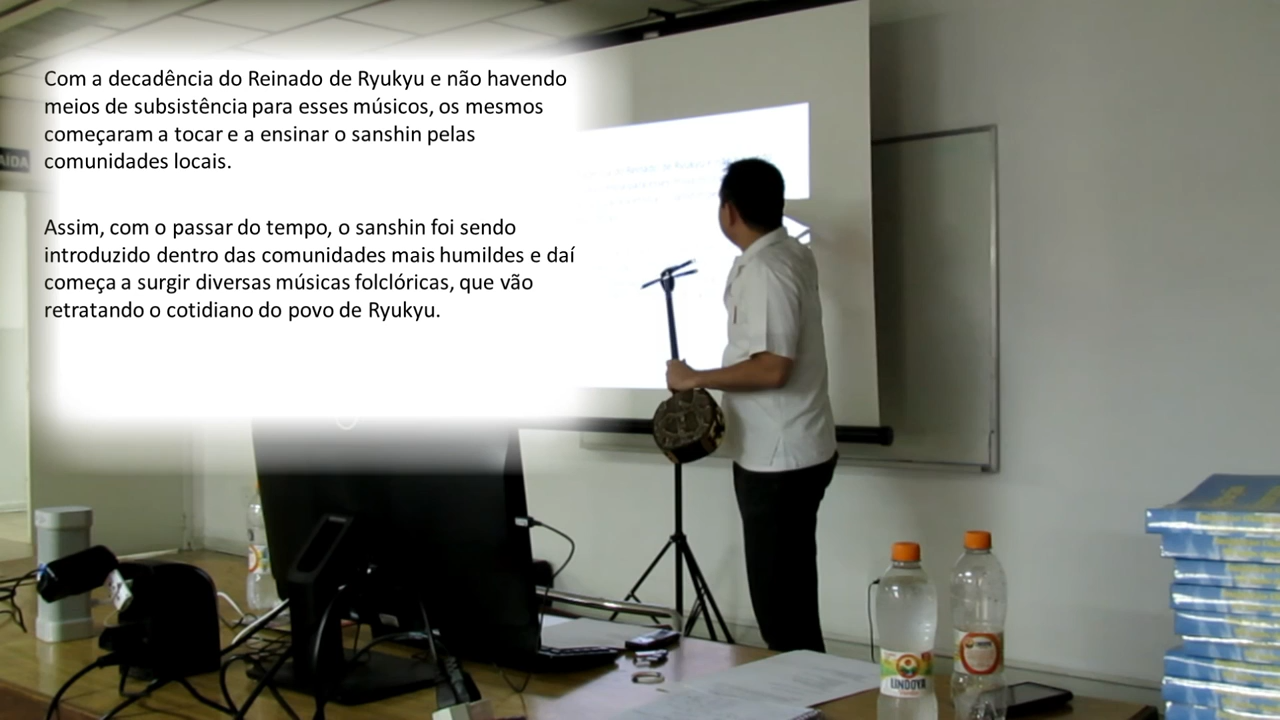 Com a decadência do Reinado de Ryukyu e não havendo
meios de subsistência para esses músicos, os mesmos
começaram a tocar e a ensinar o sanshin pelas
comunidades locais.
Assim, com o passar do tempo, o sanshin foi sendo
introduzido dentro das comunidades mais humildes e daí
começa a surgir diversas músicas folclóricas, que vão
retratando o cotidiano do povo de Ryukyu.
AIDA
LINDOYA